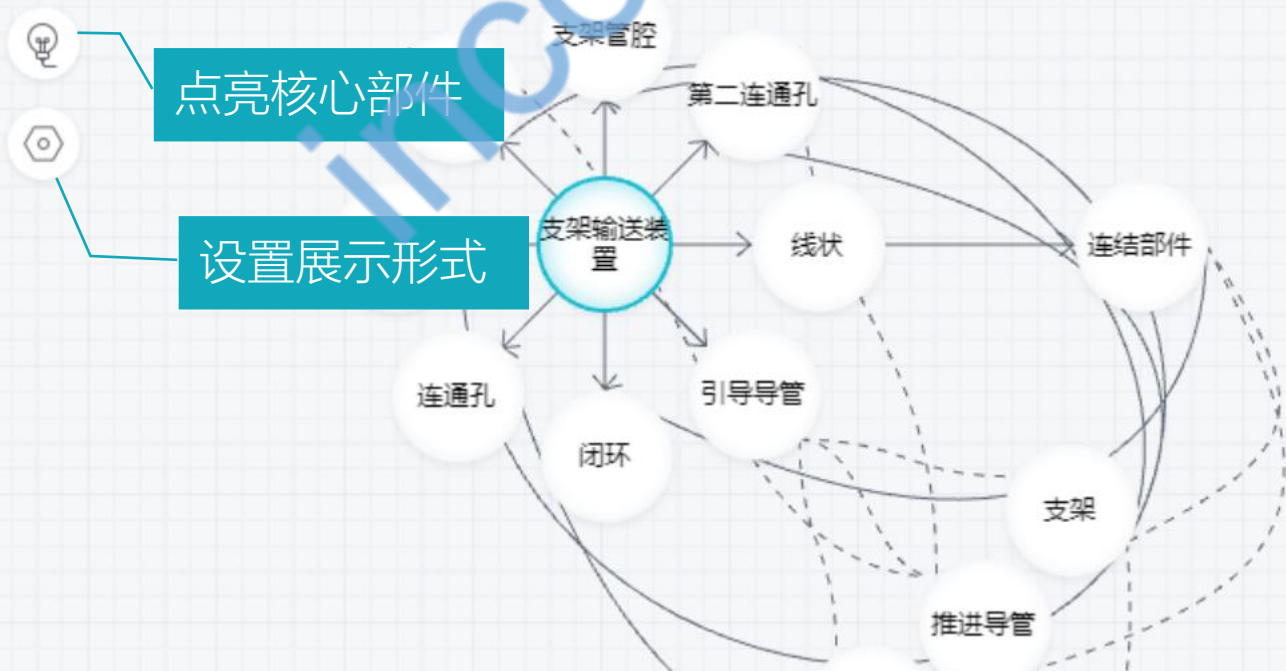 支架管腔
点亮核心部件
第二连通孔
支架输送装
置
线状
连结部件
设置展示形式
连通孔
引导导管
闭环
支架
推进导管